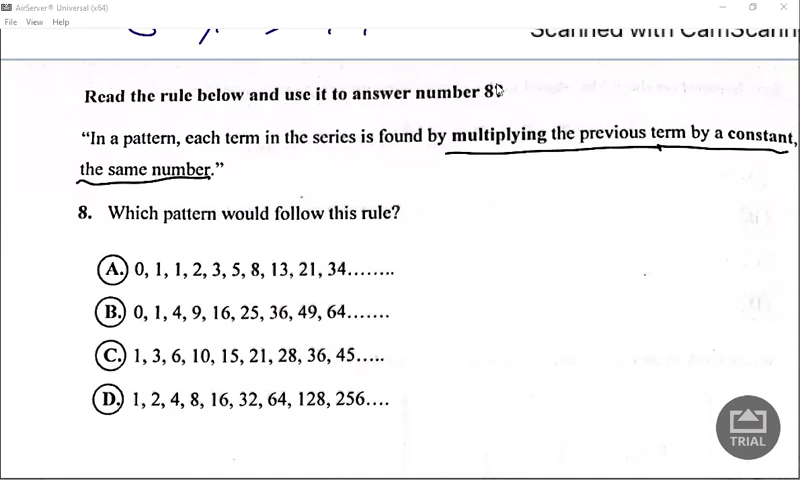 AirServer® Universal (x64)
File View Help
Scanned with CamScann
Read the rule below and use it to answer number 8
“In a pattern, each term in the series is found by multiplying the previous term by a constant,
the same number.”
8. Which pattern would follow this rule?
A. 0, 1, 1, 2, 3, 5, 8, 13, 21, 34........
B. 0, 1, 4, 9, 16, 25, 36, 49, 64.......
C. 1, 3, 6, 10, 15, 21, 28, 36, 45.....
D. 1, 2, 4, 8, 16, 32, 64, 128, 256....
TRIAL